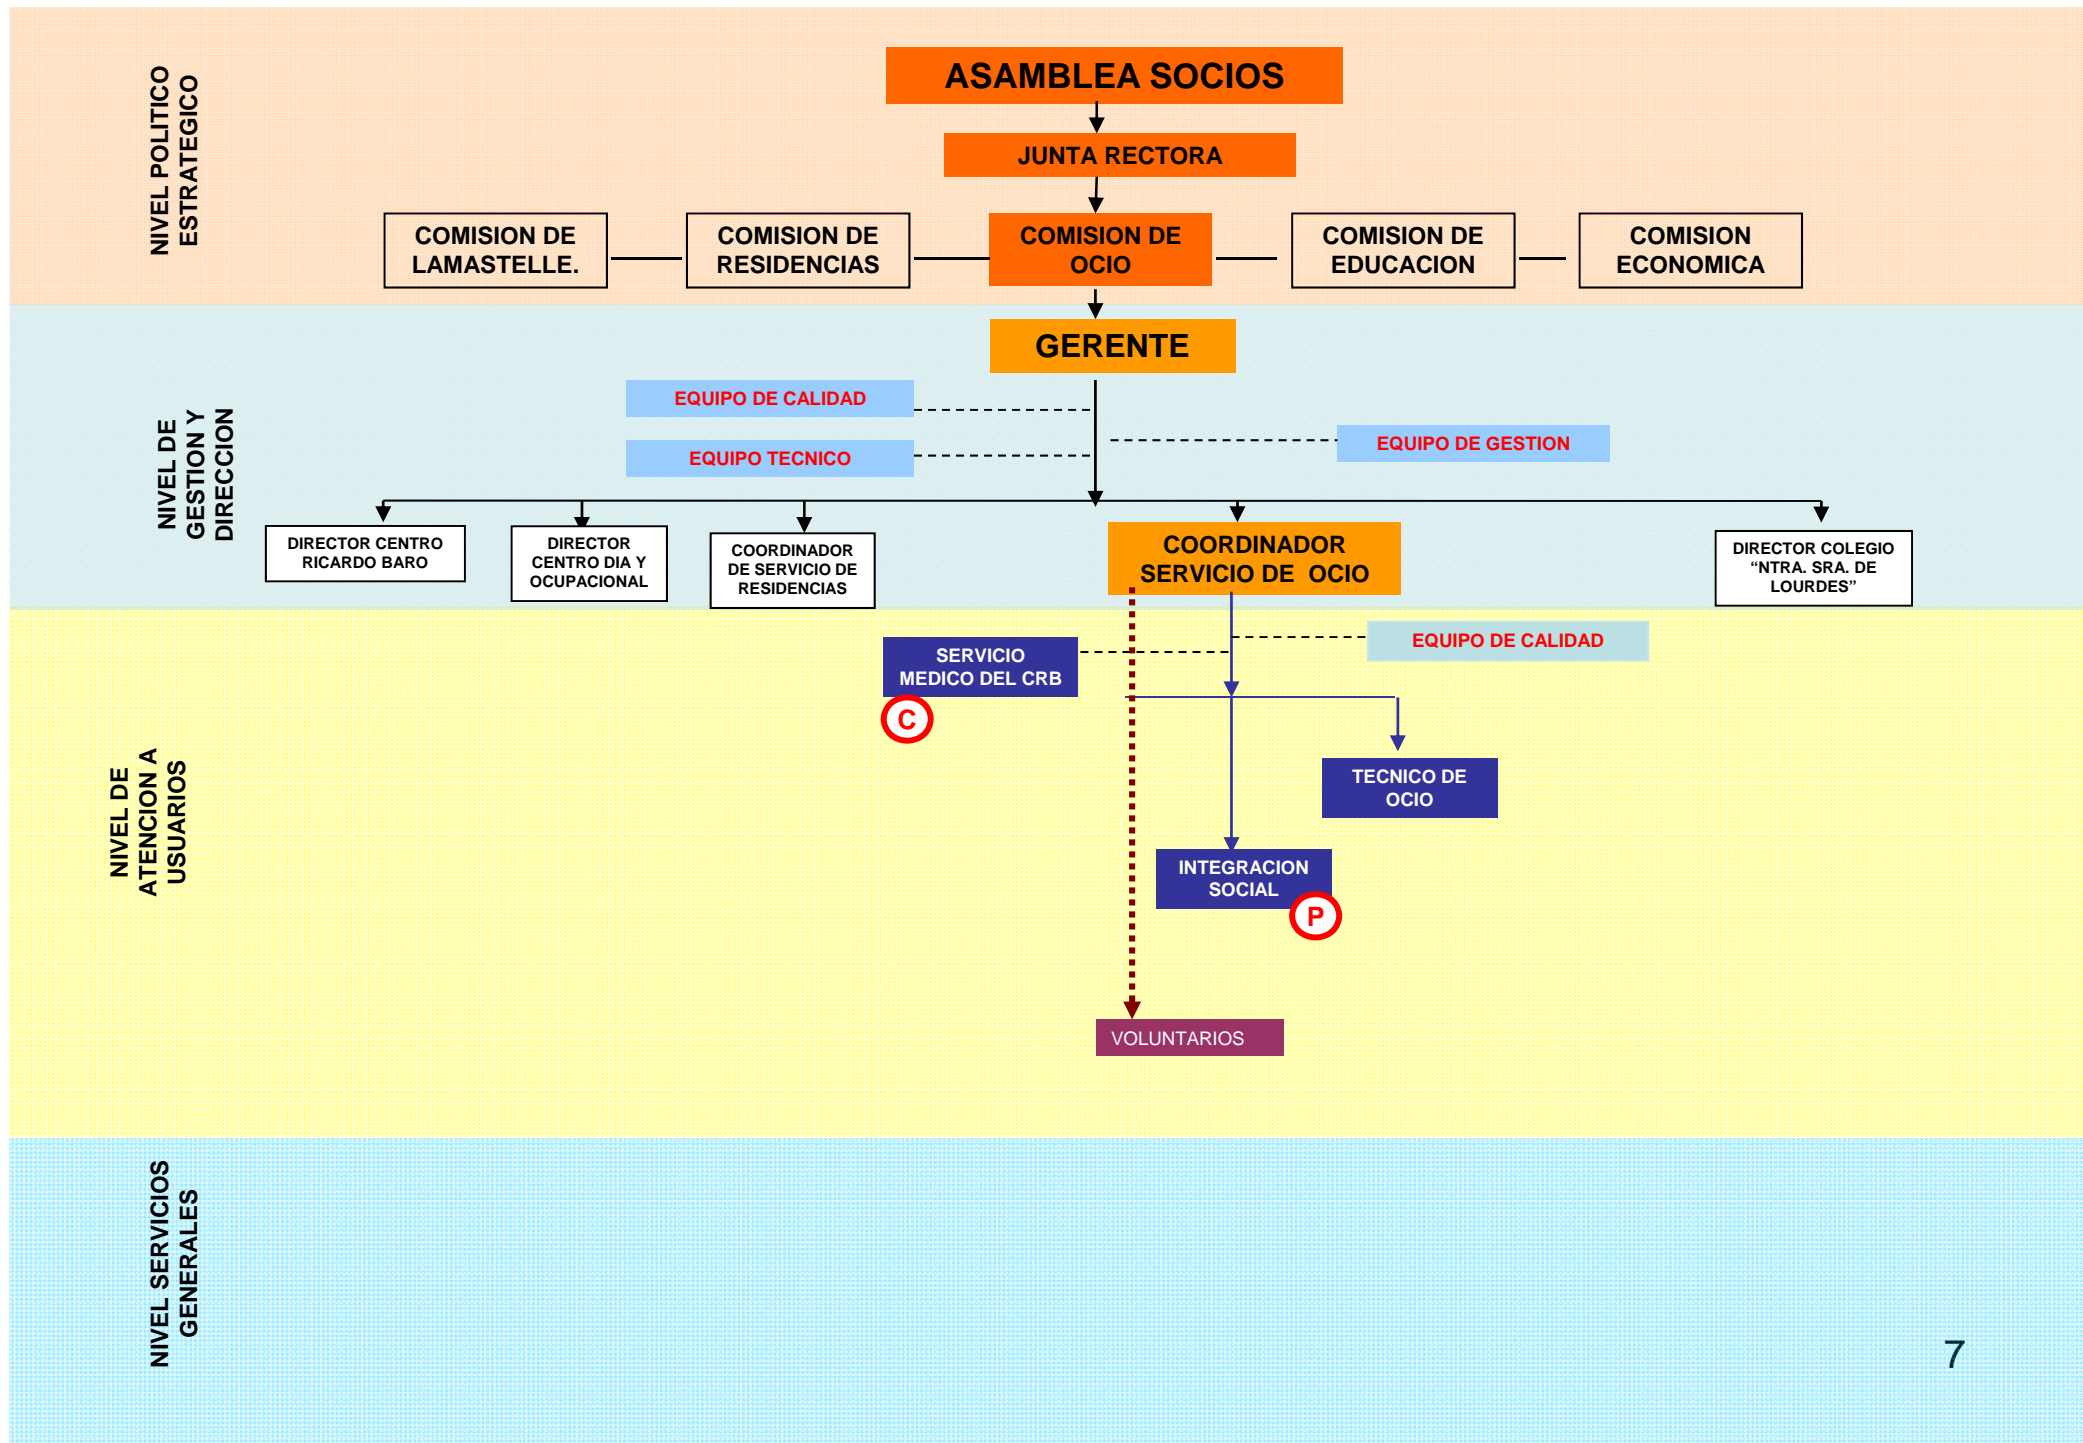 NIVEL POLITICO
ESTRATEGICO
ASAMBLEA SOCIOS
JUNTA RECTORA
COMISION DE
LAMASTELLE.
COMISION DE
RESIDENCIAS
COMISION DE
OCIO
COMISION DE
EDUCACION
COMISION
ECONOMICA
NIVEL DE
GESTION Y
DIRECCION
GERENTE
EQUIPO DE CALIDAD
EQUIPO TECNICO
EQUIPO DE GESTION
DIRECTOR CENTRO
RICARDO BARO
DIRECTOR
CENTRO DIA Y
OCUPACIONAL
COORDINADOR
DE SERVICIO DE
RESIDENCIAS
COORDINADOR
SERVICIO DE OCIO
DIRECTOR COLEGIO
“NTRA. SRA. DE
LOURDES”
NIVEL DE
ATENCION A
USUARIOS
SERVICIO
MEDICO DEL CRB
C
EQUIPO DE CALIDAD
TECNICO DE
OCIO
INTEGRACION
SOCIAL
P
VOLUNTARIOS
NIVEL SERVICIOS
GENERALES
7